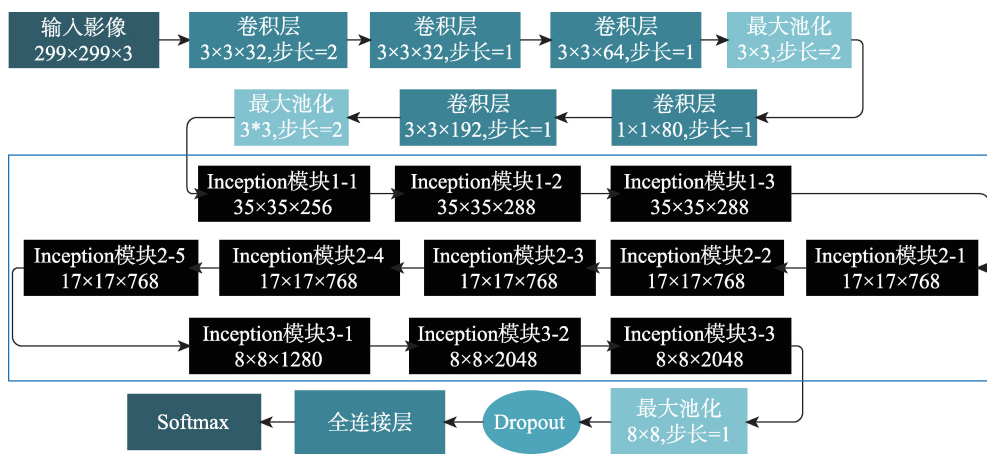 输入影像
299×299×3
卷积层
3×3×32,步长=2
卷积层
3×3×32,步长=1
卷积层
3×3×64,步长=1
最大池化
3×3,步长=2
卷积层
1×1×80,步长=1
卷积层
3×3×192,步长=1
最大池化
3*3,步长=2
Inception模块1-1
35×35×256
Inception模块1-2
35×35×288
Inception模块1-3
35×35×288
Inception模块2-1
17×17×768
Inception模块2-2
17×17×768
Inception模块2-3
17×17×768
Inception模块2-4
17×17×768
Inception模块2-5
17×17×768
Inception模块3-1
8×8×1280
Inception模块3-2
8×8×2048
Inception模块3-3
8×8×2048
最大池化
8×8,步长=1
Dropout
全连接层
Softmax